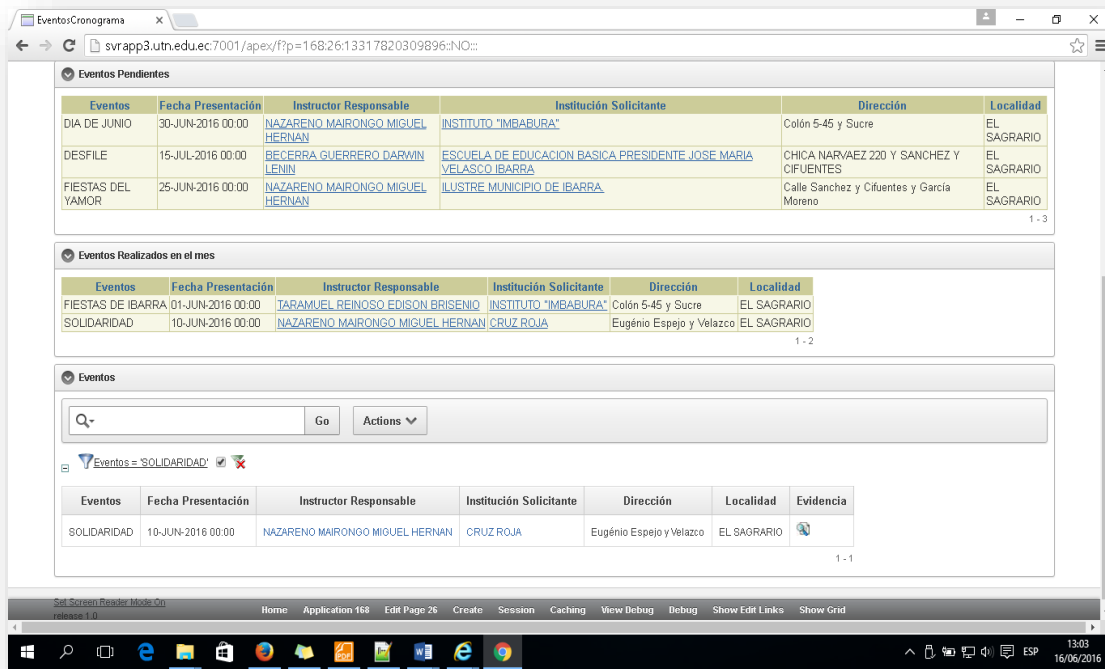 EventosCronograma
svrapp3.utn.edu.ec:7001/apex/f?p=168:26:13317820309896::NO:::
Eventos Pendientes
Eventos Fecha Presentación Instructor Responsable Institución Solicitante Dirección Localidad
DIA DE JUNIO 30-JUN-2016 00:00 NAZARENO MAIRONGO MIGUEL INSTITUTO "IMBABURA" Colón 5-45 y Sucre EL
HERNAN SAGRARIO
DESFILE 15-JUL-2016 00:00 BECERRA GUERRERO DARWIN ESCUELA DE EDUCACION BASICA PRESIDENTE JOSE MARIA CHICA NARVAEZ 220 Y SANCHEZ Y EL
LENIN VELASCO IBARRA CIFUENTES SAGRARIO
FIESTAS DEL 25-JUN-2016 00:00 NAZARENO MAIRONGO MIGUEL ILUSTRE MUNICIPIO DE IBARRA. Calle Sanchez y Cifuentes y García EL
YAMOR HERNAN Moreno SAGRARIO
1 - 3
Eventos Realizados en el mes
Eventos Fecha Presentación Instructor Responsable Institución Solicitante Dirección Localidad
FIESTAS DE IBARRA 01-JUN-2016 00:00 TARAMUEL REINOSO EDISON BRISENIO INSTITUTO "IMBABURA" Colón 5-45 y Sucre EL SAGRARIO
SOLIDARIDAD 10-JUN-2016 00:00 NAZARENO MAIRONGO MIGUEL HERNAN CRUZ ROJA Eugénio Espejo y Velazco EL SAGRARIO
1 - 2
Eventos
Go Actions
Eventos = 'SOLIDARIDAD'
Eventos Fecha Presentación Instructor Responsable Institución Solicitante Dirección Localidad Evidencia
SOLIDARIDAD 10-JUN-2016 00:00 NAZARENO MAIRONGO MIGUEL HERNAN CRUZ ROJA Eugénio Espejo y Velazco EL SAGRARIO
1 - 1
Set Screen Reader Mode On
release 1.0
Home Application 168 Edit Page 26 Create Session Caching View Debug Debug Show Edit Links Show Grid
ESP
13:03
16/06/2016